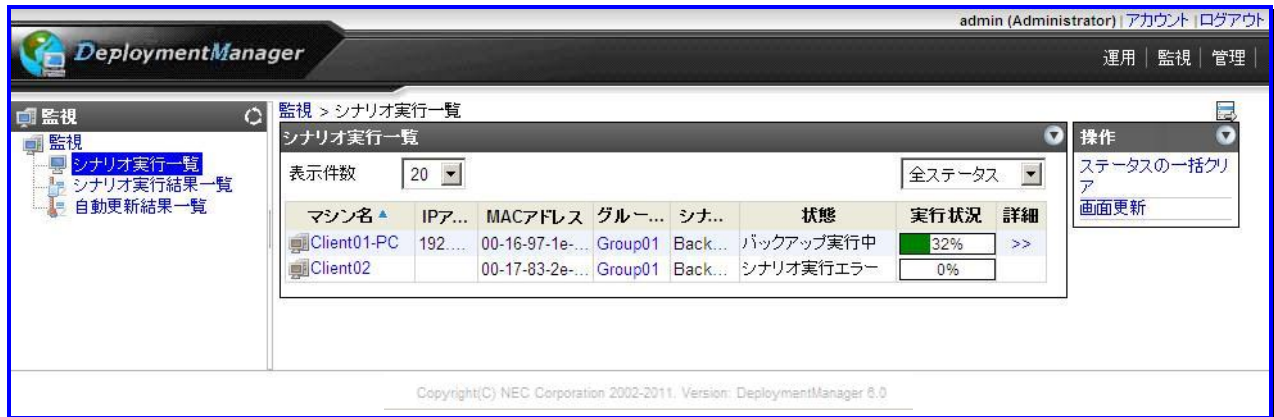 admin (Administrator) | アカウント | ログアウト
DeploymentManager
運用 | 監視 | 管理 |
監視
監視
シナリオ実行一覧
シナリオ実行結果一覧
自動更新結果一覧
監視 > シナリオ実行一覧
シナリオ実行一覧
表示件数 20 全ステータス
マシン名 IPア... MACアドレス グルー... シナ... 状態 実行状況 詳細
Client01-PC 192.... 00-16-97-1e-... Group01 Back... バックアップ実行中 32% >>
Client02 00-17-83-2e-... Group01 Back... シナリオ実行エラー 0%
操作
ステータスの一括クリ
ア
画面更新
Copyright(C) NEC Corporation 2002-2011. Version: DeploymentManager 6.0